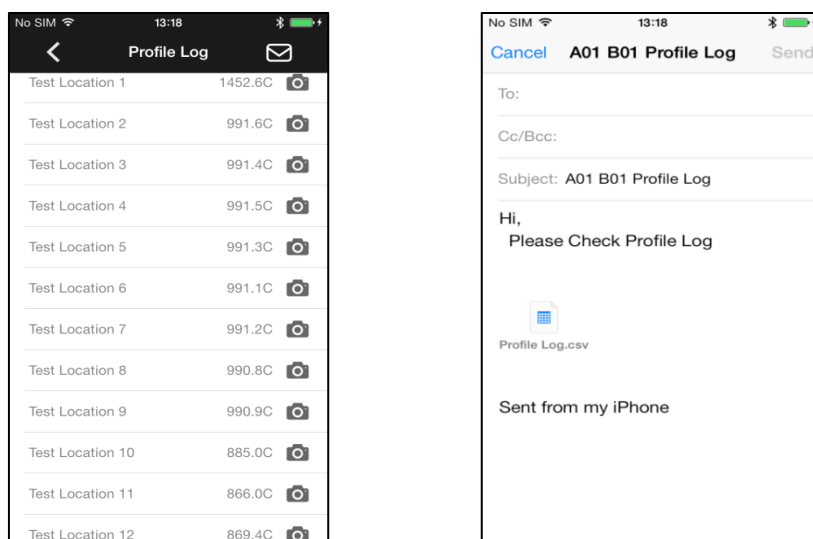 No SIM 13:18
Profile Log
Test Location 1 1452.6C
Test Location 2 991.6C
Test Location 3 991.4C
Test Location 4 991.5C
Test Location 5 991.3C
Test Location 6 991.1C
Test Location 7 991.2C
Test Location 8 990.8C
Test Location 9 990.9C
Test Location 10 885.0C
Test Location 11 866.0C
Test Location 12 869.4C
No SIM 13:18
Cancel A01 B01 Profile Log Send
To:
Cc/Bcc:
Subject: A01 B01 Profile Log
Hi,
Please Check Profile Log
Profile Log.csv
Sent from my iPhone